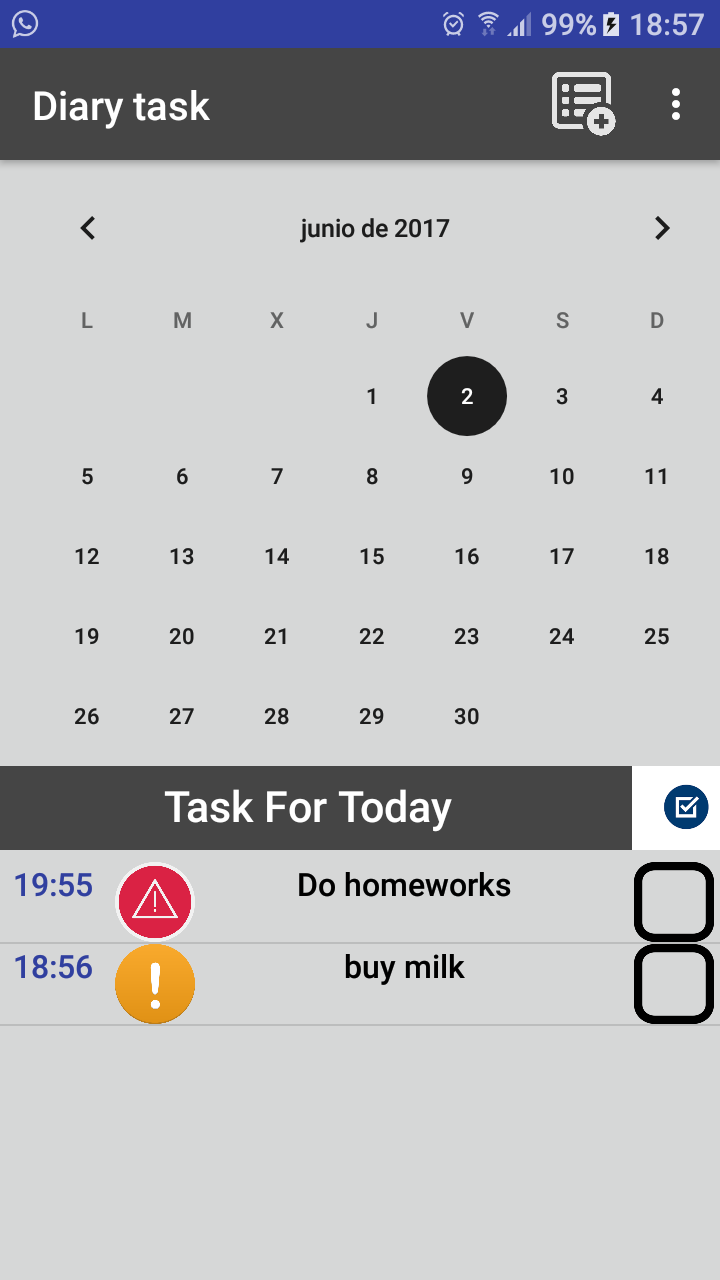 99% 18:57
Diary task
junio de 2017
L M X J V S D
1 2 3 4
5 6 7 8 9 10 11
12 13 14 15 16 17 18
19 20 21 22 23 24 25
26 27 28 29 30
Task For Today
19:55 Do homeworks
18:56 buy milk